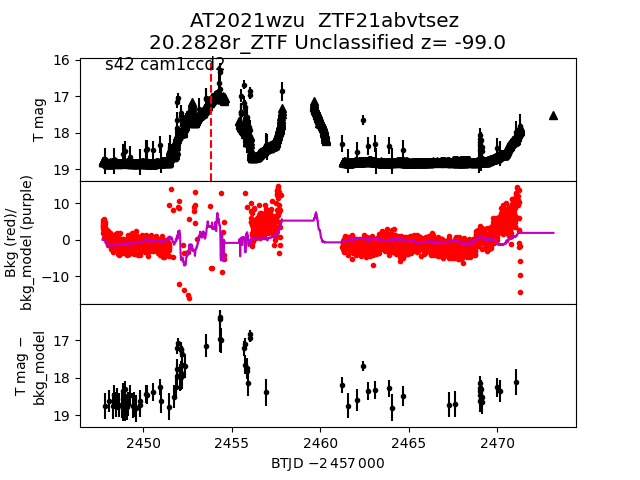 AT2021wzu  ZTF21abvtsez
20.2828r_ZTF Unclassified z= -99.0
s42 cam1ccd2
16
17
18
19
T mag
10
0
−10
Bkg (red)/
bkg_model (purple)
17
18
19
T mag −
bkg_model
2450
2455
2460
2465
2470
BTJD −2 457 000